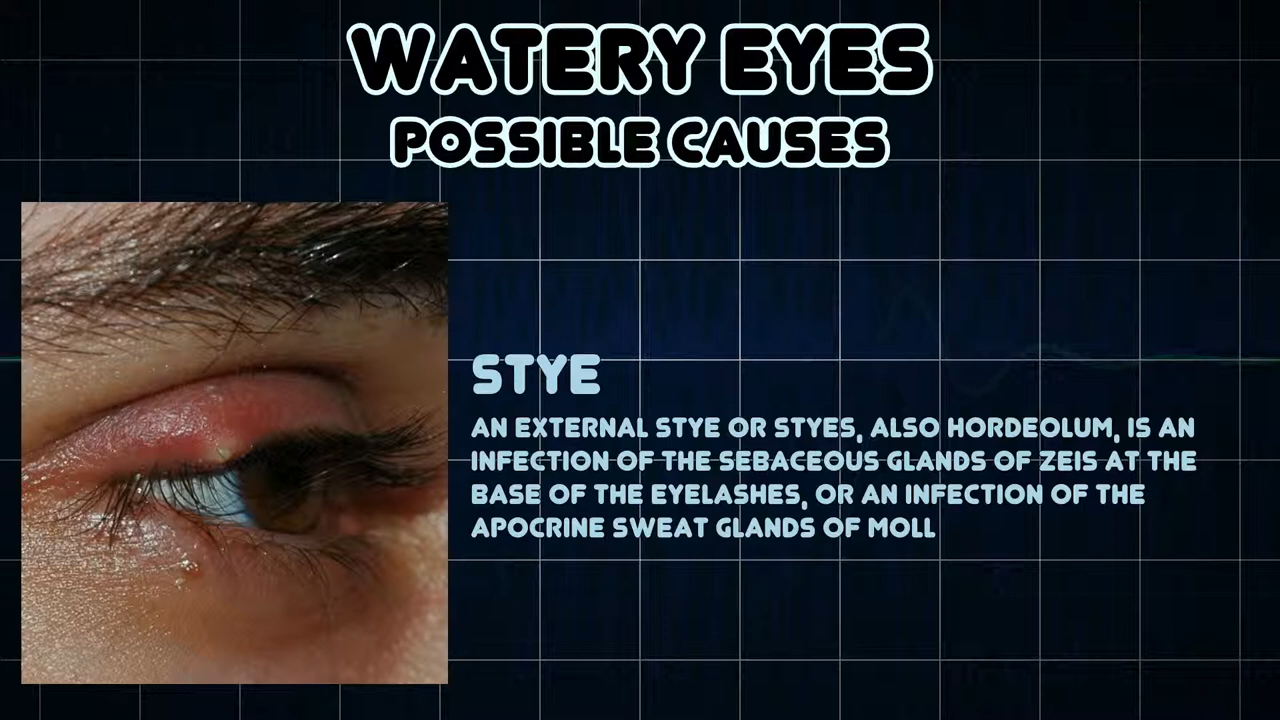 WATERY EYES
POSSIBLE CAUSES
STYE
AN EXTERNAL STYE OR STYES, ALSO HORDEOLUM, IS AN
INFECTION OF THE SEBACEOUS GLANDS OF ZEIS AT THE
BASE OF THE EYELASHES, OR AN INFECTION OF THE
APOCRINE SWEAT GLANDS OF MOLL